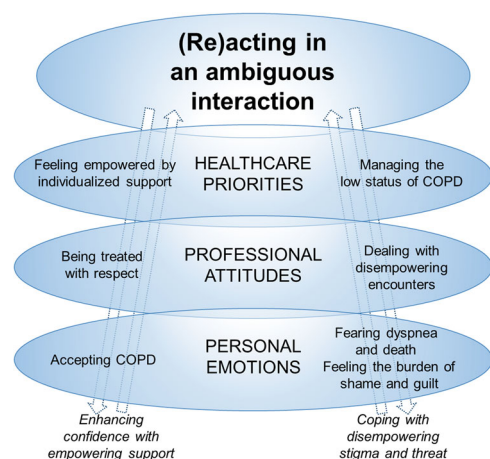 (Re)acting in
an ambiguous
interaction
Feeling empowered by
individualized support
HEALTHCARE
PRIORITIES
Managing the
low status of COPD
Being treated
with respect
PROFESSIONAL
ATTITUDES
Dealing with
disempowering
encounters
Accepting COPD
PERSONAL
EMOTIONS
Fearing dyspnea
and death
Feeling the burden of
shame and guilt
Enhancing
confidence with
empowering support
Coping with
disempowering
stigma and threat